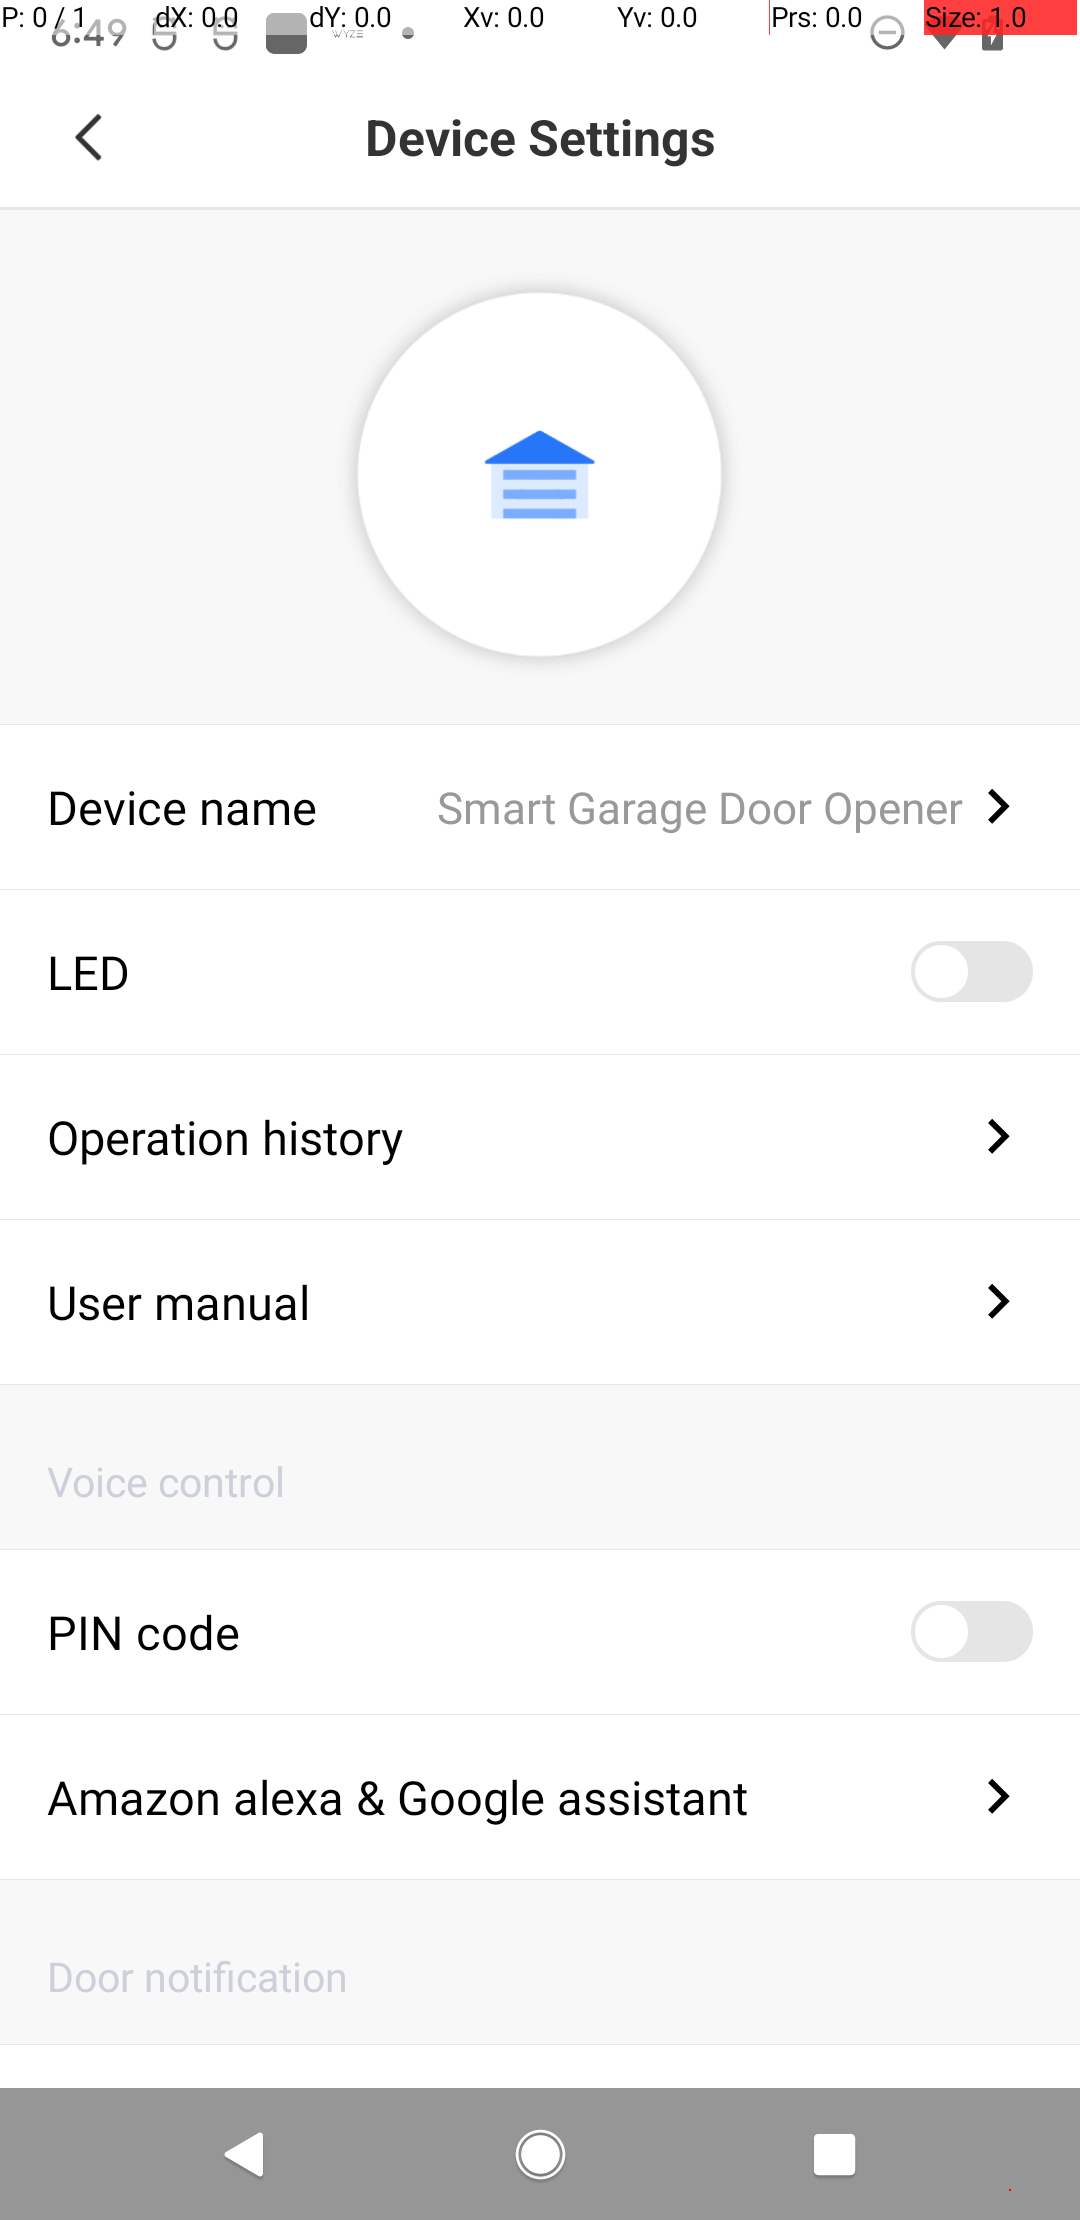 P: 0 / 1 dX: 0.0 dY: 0.0 Xv: 0.0 Yv: 0.0 Prs: 0.0 Size: 1.0
6:49 WYZE
Device Settings
Device name Smart Garage Door Opener
LED
Operation history
User manual
Voice control
PIN code
Amazon alexa & Google assistant
Door notification